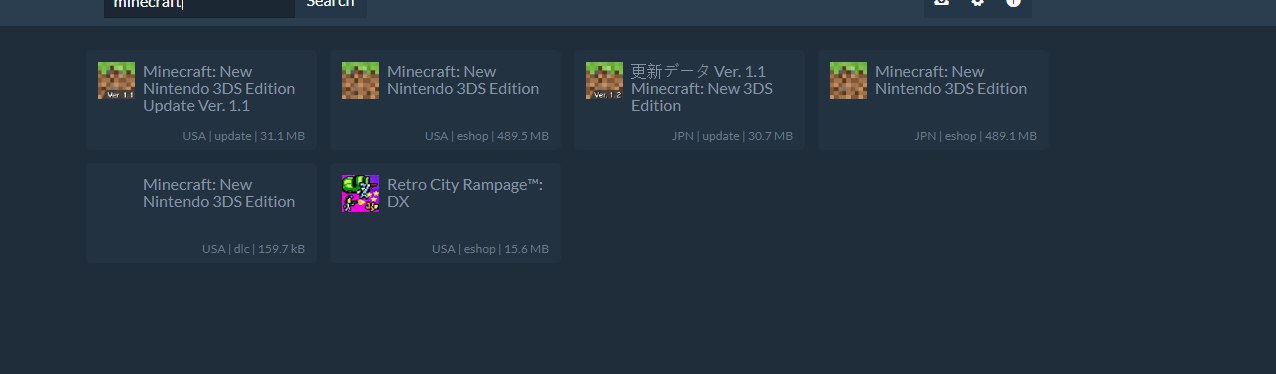 minecraft
Search
Minecraft: New
Nintendo 3DS Edition
Update Ver. 1.1
USA | update | 31.1 MB
Minecraft: New
Nintendo 3DS Edition
USA | eshop | 489.5 MB
更新データ Ver. 1.1
Minecraft: New 3DS
Edition
JPN | update | 30.7 MB
Minecraft: New
Nintendo 3DS Edition
JPN | eshop | 489.1 MB
Minecraft: New
Nintendo 3DS Edition
USA | dlc | 159.7 kB
Retro City Rampage™:
DX
USA | eshop | 15.6 MB
Ver. 1.1
Ver. 1.2